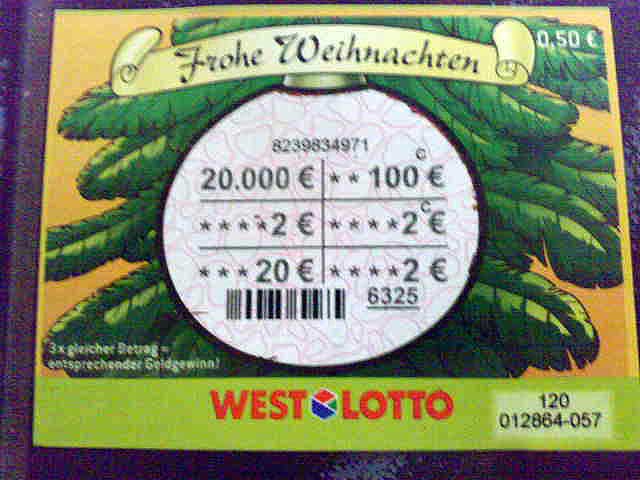 Frohe Weihnachten
0,50 €
8239834971
C
20.000 € **100 €
C
****2 € ****2 €
***20 € ****2 €
6325
3x gleicher Betrag =
entsprechender Geldgewinn!
WEST LOTTO
120
012864-057